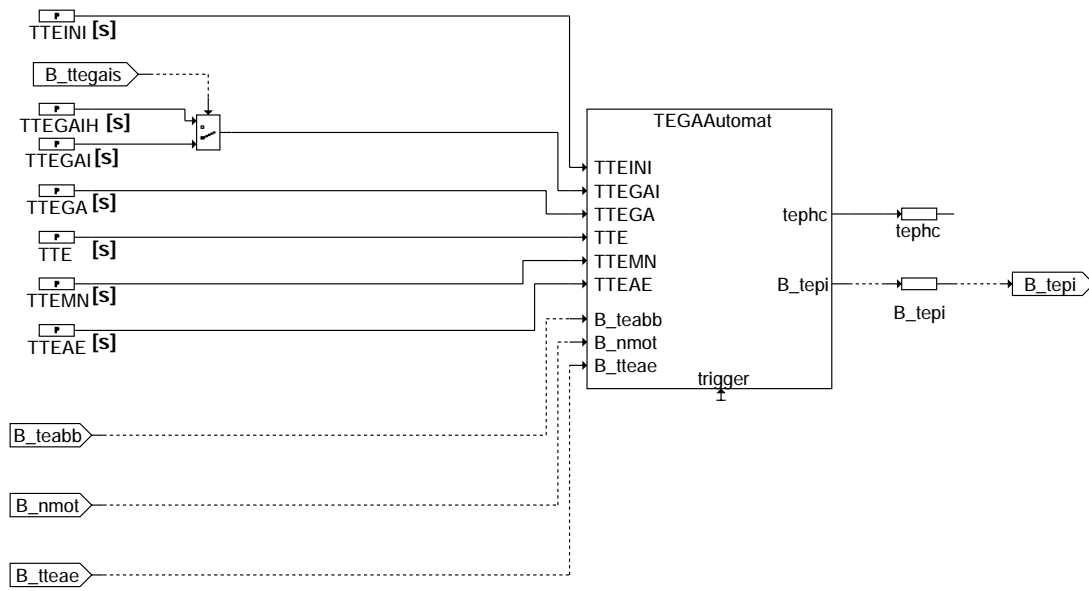 P
TTEINI [s]
B_ttegais
P
TTEGAIH [s]
P
TTEGAI [s]
P
TTEGA [s]
P
TTE [s]
P
TTEMN [s]
P
TTEAE [s]
B_teabb
B_nmot
B_tteae
TEGAAutomat
TTEINI
TTEGAI
TTEGA
TTE
TTEMN
TTEAE
B_teabb
B_nmot
B_tteae
trigger
tephc
B_tepi
tephc
B_tepi
B_tepi